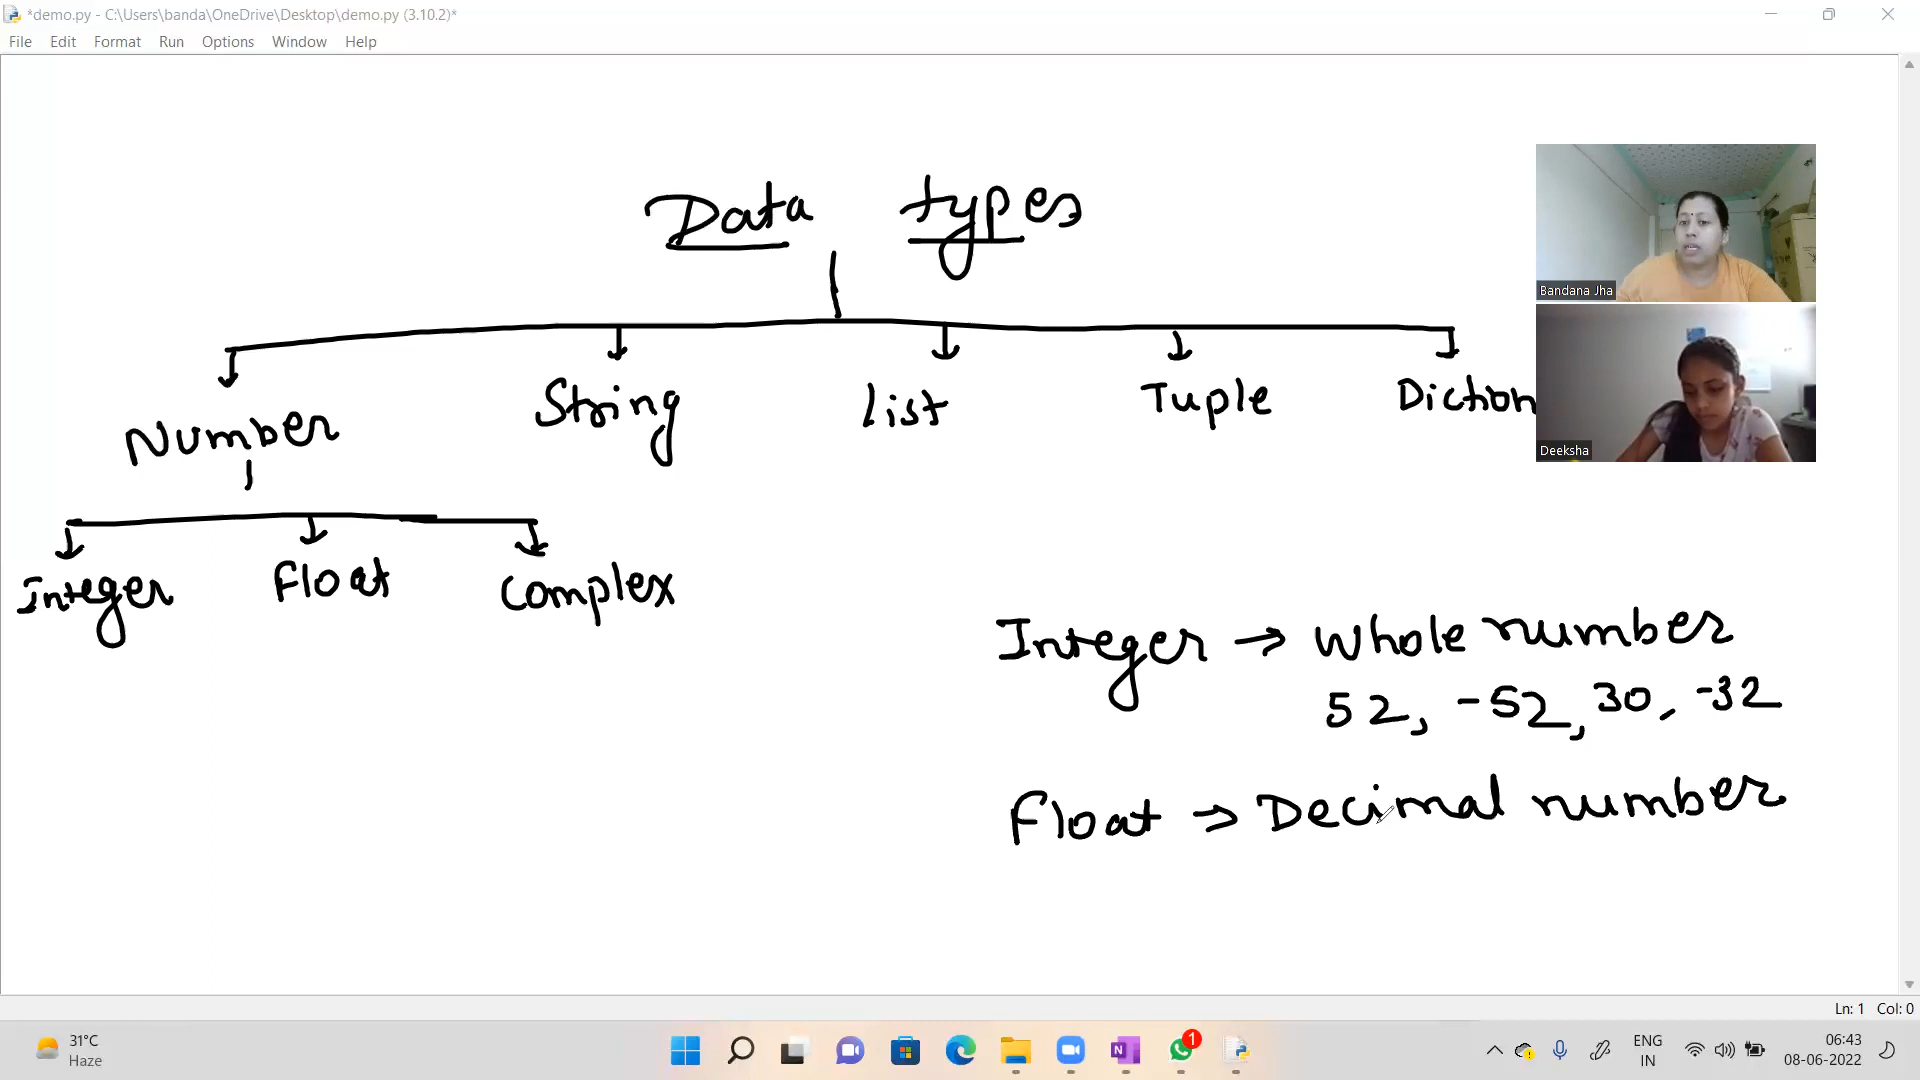 *demo.py - C:\Users\banda\OneDrive\Desktop\demo.py (3.10.2)*
File Edit Format Run Options Window Help
Data types
Number String List Tuple Diction
Integer Float Complex
Integer → Whole number
52, -52, 30, -32
Float → Decimal number
Bandana Jha
Deeksha
Ln: 1 Col: 0
31°C
Haze
1
ENG
IN
06:43
08-06-2022